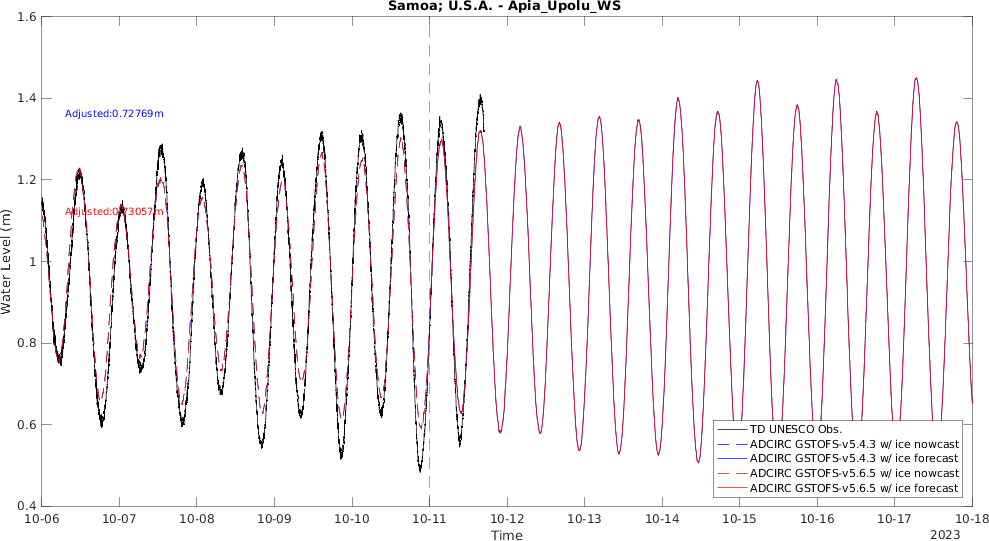 Samoa; U.S.A. - Apia_Upolu_WS
1.6
1.4
1.2
1
0.8
0.6
0.4
Water Level (m)
Adjusted:0.72769m
Adjusted:0.73057m
TD UNESCO Obs.
ADCIRC GSTOFS-v5.4.3 w/ ice nowcast
ADCIRC GSTOFS-v5.4.3 w/ ice forecast
ADCIRC GSTOFS-v5.6.5 w/ ice nowcast
ADCIRC GSTOFS-v5.6.5 w/ ice forecast
10-06 10-07 10-08 10-09 10-10 10-11 10-12 10-13 10-14 10-15 10-16 10-17 10-18
Time
2023